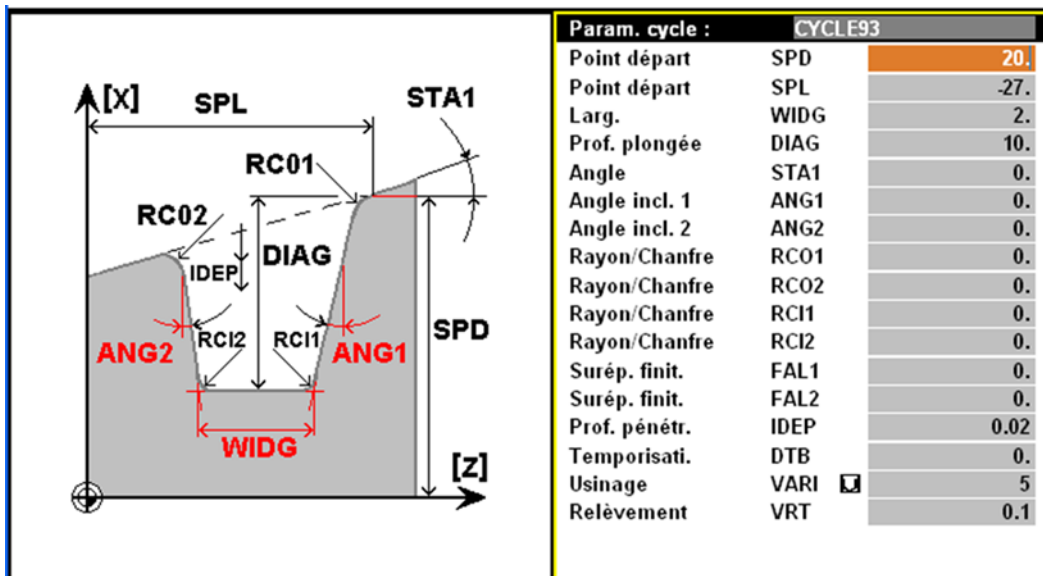 [X]
SPL
STA1
RC01
RC02
DIAG
IDEP
SPD
ANG2
RCI2
RCI1
ANG1
WIDG
[Z]
Param. cycle : CYCLE93
Point départ SPD 20.
Point départ SPL -27.
Larg. WIDG 2.
Prof. plongée DIAG 10.
Angle STA1 0.
Angle incl. 1 ANG1 0.
Angle incl. 2 ANG2 0.
Rayon/Chanfre RCO1 0.
Rayon/Chanfre RCO2 0.
Rayon/Chanfre RCI1 0.
Rayon/Chanfre RCI2 0.
Surép. finit. FAL1 0.
Surép. finit. FAL2 0.
Prof. pénétr. IDEP 0.02
Temporisati. DTB 0.
Usinage VARI 5
Relèvement VRT 0.1